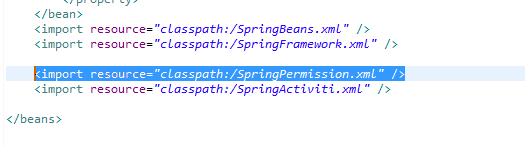 </property>
</bean>
<import resource="classpath:/SpringBeans.xml" />
<import resource="classpath:/SpringFramework.xml" />
<import resource="classpath:/SpringPermission.xml" />
<import resource="classpath:/SpringActiviti.xml" />
</beans>